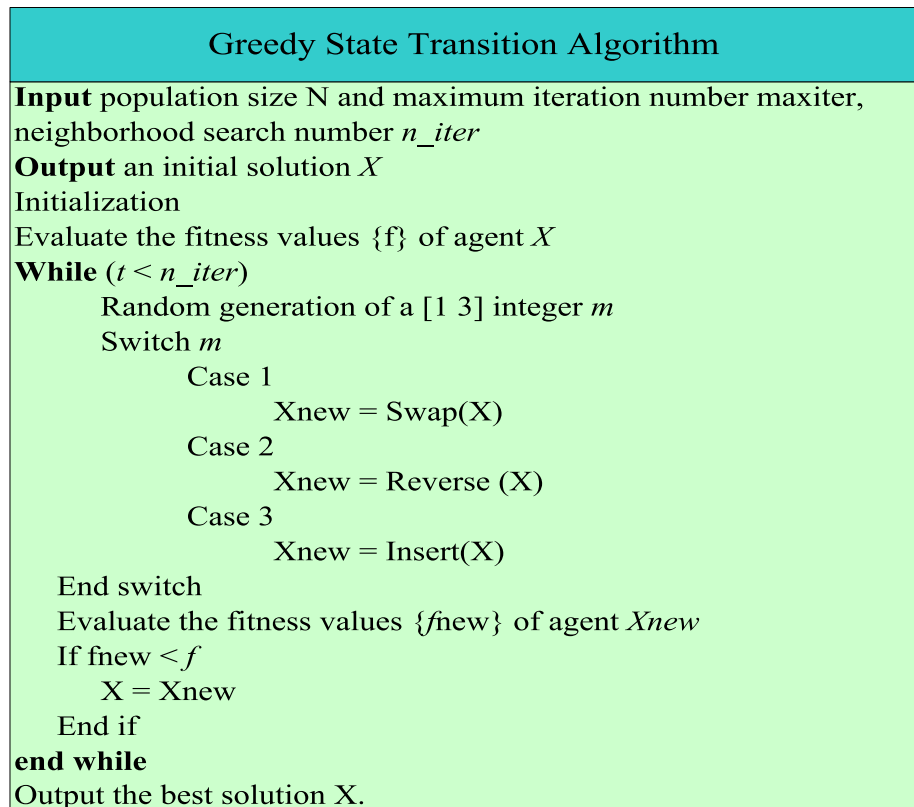 Greedy State Transition Algorithm
Input population size N and maximum iteration number maxiter,
neighborhood search number n_iter
Output an initial solution X
Initialization
Evaluate the fitness values {f} of agent X
While (t < n_iter)
Random generation of a [1 3] integer m
Switch m
Case 1
Xnew = Swap(X)
Case 2
Xnew = Reverse (X)
Case 3
Xnew = Insert(X)
End switch
Evaluate the fitness values {fnew} of agent Xnew
If fnew < f
X = Xnew
End if
end while
Output the best solution X.